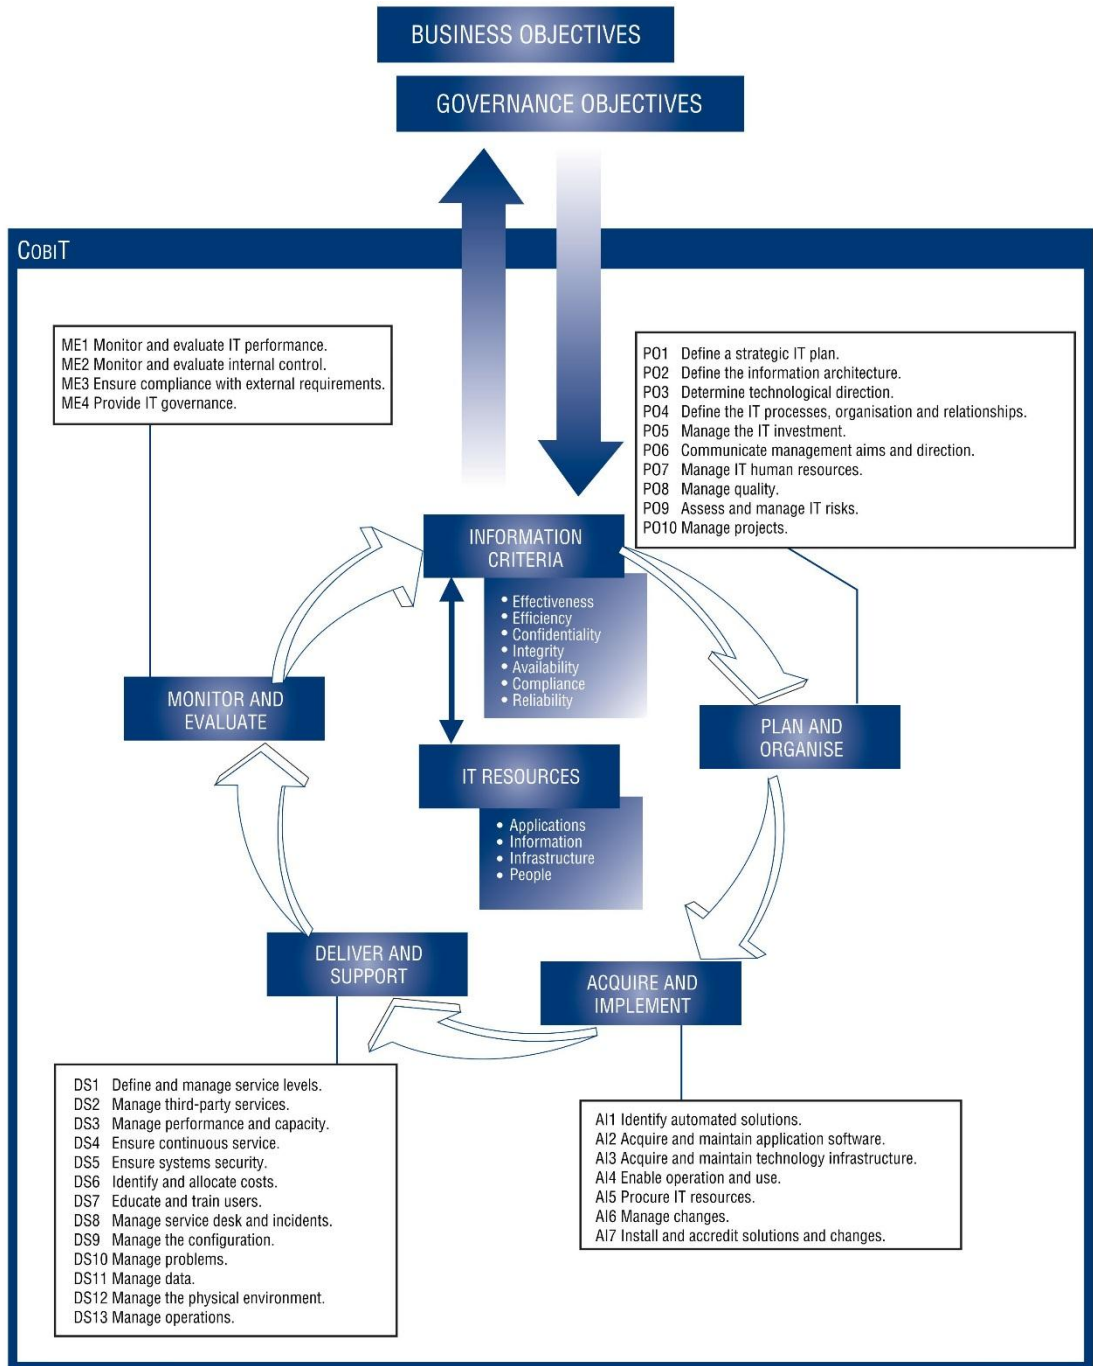 BUSINESS OBJECTIVES
GOVERNANCE OBJECTIVES
COBIT
ME1 Monitor and evaluate IT performance.
ME2 Monitor and evaluate internal control.
ME3 Ensure compliance with external requirements.
ME4 Provide IT governance.
PO1 Define a strategic IT plan.
PO2 Define the information architecture.
PO3 Determine technological direction.
PO4 Define the IT processes, organisation and relationships.
PO5 Manage the IT investment.
PO6 Communicate management aims and direction.
PO7 Manage IT human resources.
PO8 Manage quality.
PO9 Assess and manage IT risks.
PO10 Manage projects.
INFORMATION
CRITERIA
• Effectiveness
• Efficiency
• Confidentiality
• Integrity
• Availability
• Compliance
• Reliability
MONITOR AND
EVALUATE
PLAN AND
ORGANISE
IT RESOURCES
• Applications
• Information
• Infrastructure
• People
DELIVER AND
SUPPORT
ACQUIRE AND
IMPLEMENT
DS1 Define and manage service levels.
DS2 Manage third-party services.
DS3 Manage performance and capacity.
DS4 Ensure continuous service.
DS5 Ensure systems security.
DS6 Identify and allocate costs.
DS7 Educate and train users.
DS8 Manage service desk and incidents.
DS9 Manage the configuration.
DS10 Manage problems.
DS11 Manage data.
DS12 Manage the physical environment.
DS13 Manage operations.
AI1 Identify automated solutions.
AI2 Acquire and maintain application software.
AI3 Acquire and maintain technology infrastructure.
AI4 Enable operation and use.
AI5 Procure IT resources.
AI6 Manage changes.
AI7 Install and accredit solutions and changes.